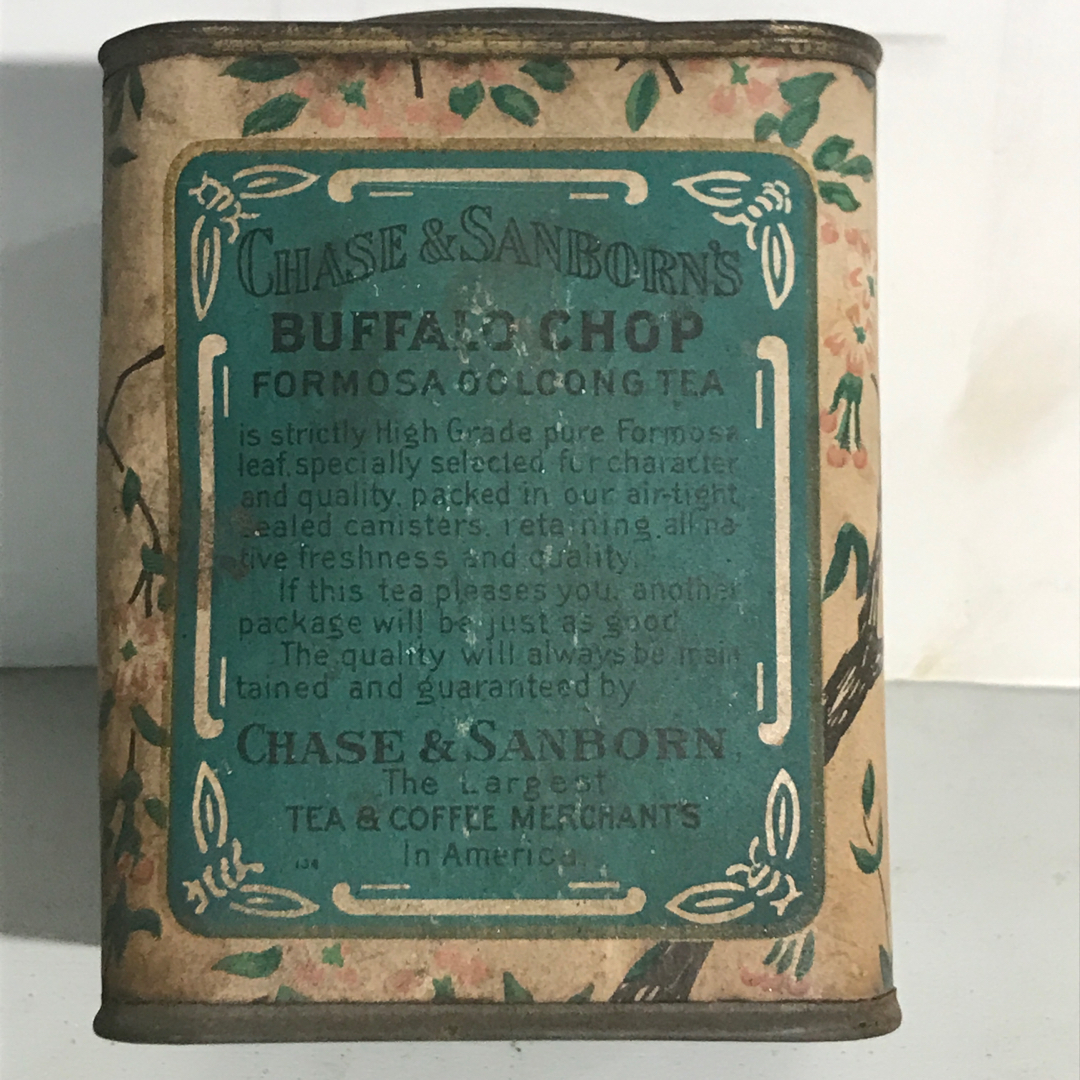 CHASE & SANBORN'S
BUFFALO CHOP
FORMOSA OOLOONG TEA
is strictly High Grade pure Formosa
leaf, specially selected for character
and quality, packed in our air-tight,
sealed canisters, retaining all na-
tive freshness and quality.
If this tea pleases you, another
package will be just as good.
The quality will always be main-
tained and guaranteed by
CHASE & SANBORN,
The Largest
TEA & COFFEE MERCHANTS
In America.